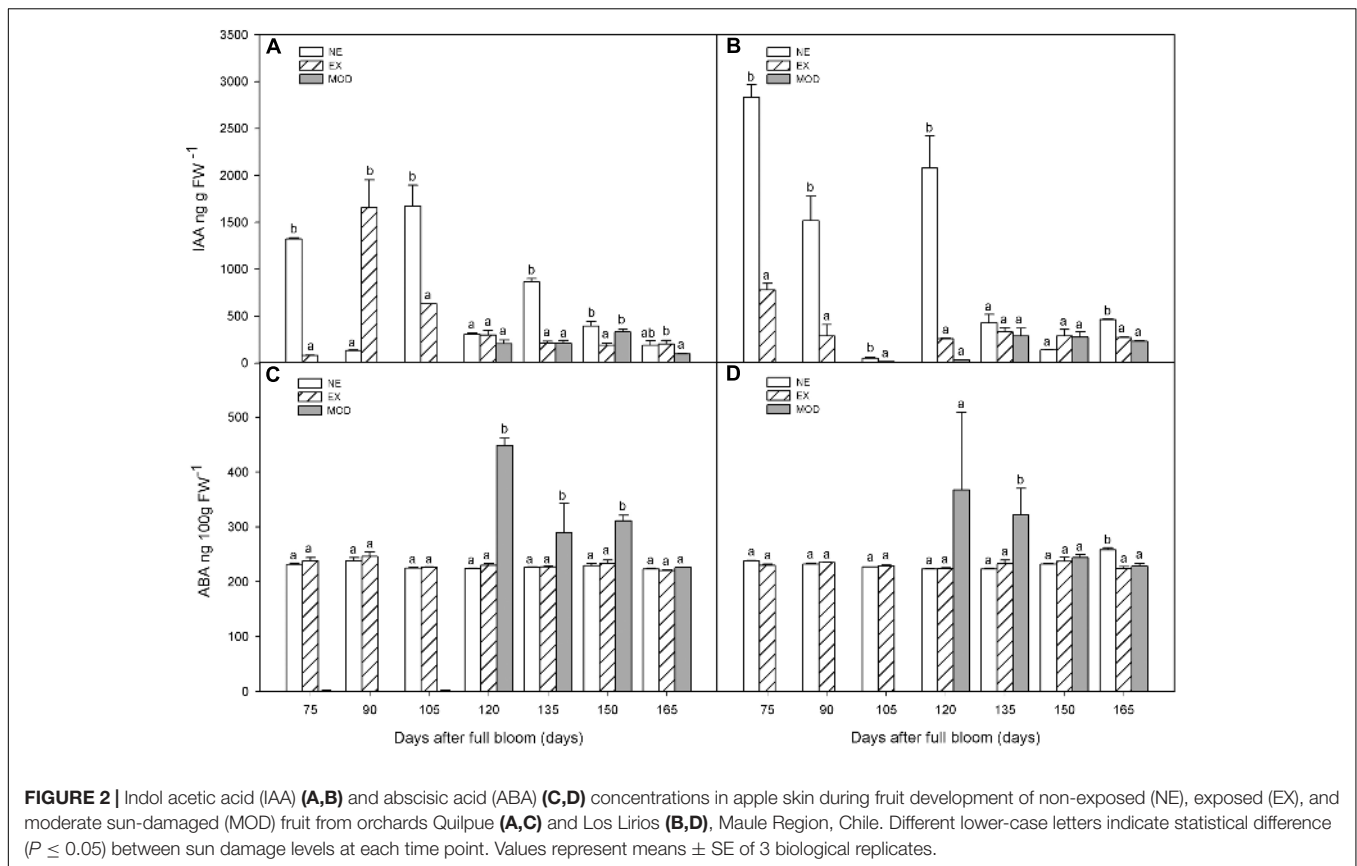 A
NE
EX
MOD
B
NE
EX
MOD
3500
3000
2500
2000
1500
1000
500
0
IAA ng g FW -1
b
a
b
b
a
a
a
a
b
a
a
b
a
b
ab
b
a
b
a
b
a
b
a
b
a
a
a
a
a
a
a
a
b
a
a
C
NE
EX
MOD
D
NE
EX
MOD
500
400
300
200
100
0
ABA ng 100g FW-1
a
a
a
a
a
a
a
a
b
a
a
b
a
a
b
a
a
a
a
a
a
a
a
a
a
a
a
a
a
b
a
a
a
b
a
a
75 90 105 120 135 150 165
75 90 105 120 135 150 165
Days after full bloom (days)
Days after full bloom (days)
FIGURE 2 | Indol acetic acid (IAA) (A,B) and abscisic acid (ABA) (C,D) concentrations in apple skin during fruit development of non-exposed (NE), exposed (EX), and
moderate sun-damaged (MOD) fruit from orchards Quilpue (A,C) and Los Lirios (B,D), Maule Region, Chile. Different lower-case letters indicate statistical difference
(P ≤ 0.05) between sun damage levels at each time point. Values represent means ± SE of 3 biological replicates.